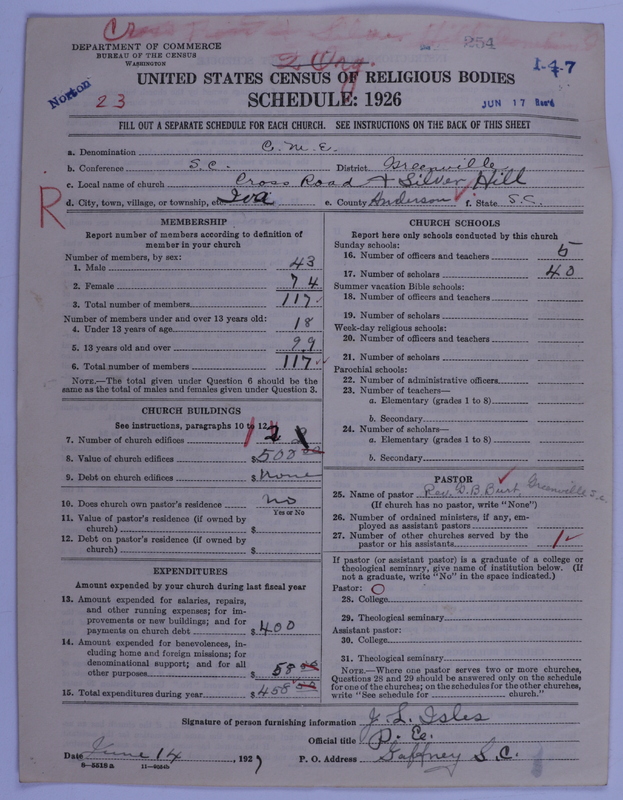 Cross
2 Org.
254
DEPARTMENT OF COMMERCE
BUREAU OF THE CENSUS
WASHINGTON
1-4-7
Norton
23
UNITED STATES CENSUS OF RELIGIOUS BODIES
SCHEDULE: 1926
JUN 17 Rec'd
FILL OUT A SEPARATE SCHEDULE FOR EACH CHURCH. SEE INSTRUCTIONS ON THE BACK OF THIS SHEET
a. Denomination C. M. E.
b. Conference S.C. District Greenville
c. Local name of church Cross Road + Silver Hill
R
d. City, town, village, or township, etc. Iva e. County Anderson f. State S.C.
MEMBERSHIP
Report number of members according to definition of
member in your church
Number of members, by sex:
1. Male 43
2. Female 74
3. Total number of members 117
Number of members under and over 13 years old:
4. Under 13 years of age 18
5. 13 years old and over 99
6. Total number of members 117
NOTE.—The total given under Question 6 should be the
same as the total of males and females given under Question 3.
CHURCH BUILDINGS
See instructions, paragraphs 10 to 12
7. Number of church edifices 2
8. Value of church edifices $500 00
9. Debt on church edifices $None
10. Does church own pastor's residence no
Yes or No
11. Value of pastor's residence (if owned by
church) $
12. Debt on pastor's residence (if owned by
church) $
EXPENDITURES
Amount expended by your church during last fiscal year
13. Amount expended for salaries, repairs,
and other running expenses; for im-
provements or new buildings; and for
payments on church debt $400
14. Amount expended for benevolences, in-
cluding home and foreign missions; for
denominational support; and for all
other purposes $58 00
15. Total expenditures during year $458 00
CHURCH SCHOOLS
Report here only schools conducted by this church
Sunday schools:
16. Number of officers and teachers 5
17. Number of scholars 40
Summer vacation Bible schools:
18. Number of officers and teachers
19. Number of scholars
Week-day religious schools:
20. Number of officers and teachers
21. Number of scholars
Parochial schools:
22. Number of administrative officers
23. Number of teachers—
a. Elementary (grades 1 to 8)
b. Secondary
24. Number of scholars—
a. Elementary (grades 1 to 8)
b. Secondary
PASTOR
25. Name of pastor Rev. W. B. Burt, Greenville S.C.
(If church has no pastor, write "None")
26. Number of ordained ministers, if any, em-
ployed as assistant pastors
27. Number of other churches served by the
pastor or his assistants 1
If pastor (or assistant pastor) is a graduate of a college or
theological seminary, give name of institution below. (If
not a graduate, write "No" in the space indicated.)
Pastor: O
28. College
29. Theological seminary
Assistant pastor:
30. College
31. Theological seminary
NOTE.—Where one pastor serves two or more churches,
Questions 28 and 29 should be answered only on the schedule
for one of the churches; on the schedules for the other churches,
write "See schedule for church."
Signature of person furnishing information J. L. Isles
Official title P. E.
Date June 14, 1927 P. O. Address Gaffney S.C.
8-5519a 11-9054b